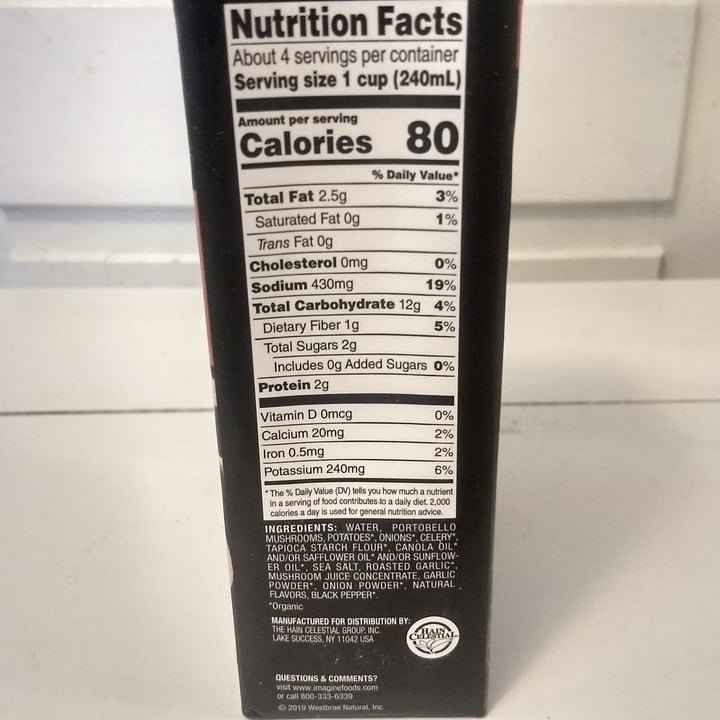 Nutrition Facts
About 4 servings per container
Serving size 1 cup (240mL)
Amount per serving
Calories 80
% Daily Value*
Total Fat 2.5g 3%
Saturated Fat 0g 1%
Trans Fat 0g
Cholesterol 0mg 0%
Sodium 430mg 19%
Total Carbohydrate 12g 4%
Dietary Fiber 1g 5%
Total Sugars 2g
Includes 0g Added Sugars 0%
Protein 2g
Vitamin D 0mcg 0%
Calcium 20mg 2%
Iron 0.5mg 2%
Potassium 240mg 6%
*The % Daily Value (DV) tells you how much a nutrient
in a serving of food contributes to a daily diet. 2,000
calories a day is used for general nutrition advice.
INGREDIENTS: WATER, PORTOBELLO
MUSHROOMS, POTATOES*, ONIONS*, CELERY*,
TAPIOCA STARCH FLOUR*, CANOLA OIL*
AND/OR SAFFLOWER OIL* AND/OR SUNFLOW-
ER OIL*, SEA SALT, ROASTED GARLIC*,
MUSHROOM JUICE CONCENTRATE, GARLIC
POWDER*, ONION POWDER*, NATURAL
FLAVORS, BLACK PEPPER*.
*Organic
MANUFACTURED FOR DISTRIBUTION BY:
THE HAIN CELESTIAL GROUP, INC.
LAKE SUCCESS, NY 11042 USA
HAIN
CELESTIAL
QUESTIONS & COMMENTS?
visit www.imaginefoods.com
or call 800-333-6339
© 2019 Westbrae Natural, Inc.